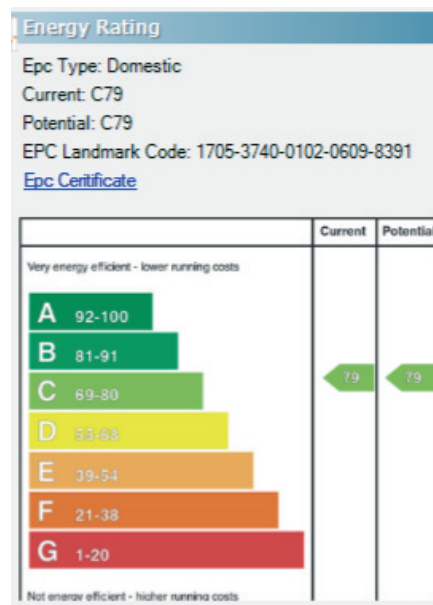 Energy Rating
Epc Type: Domestic
Current: C79
Potential: C79
EPC Landmark Code: 1705-3740-0102-0609-8391
Epc Ceritificate
Current Potential
Very energy efficient - lower running costs
A 92-100
B 81-91
C 69-80
79 79
D 55-68
E 39-54
F 21-38
G 1-20
Not energy efficient - higher running costs